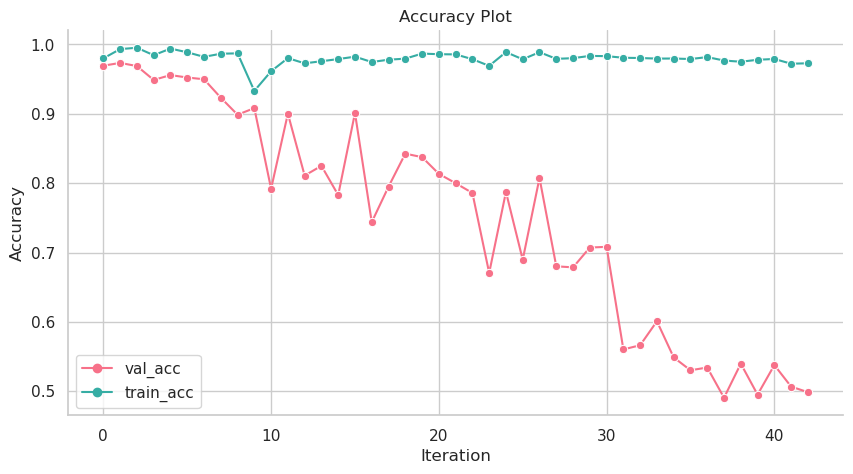 Accuracy Plot
1.0
0.9
0.8
0.7
0.6
0.5
Accuracy
val_acc
train_acc
0 10 20 30 40
Iteration